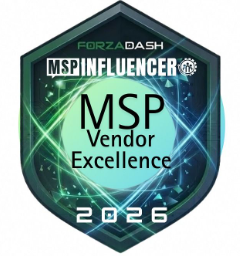 FORZADASH
MSPINFLUENCER
MSP
Vendor
Excellence
2026